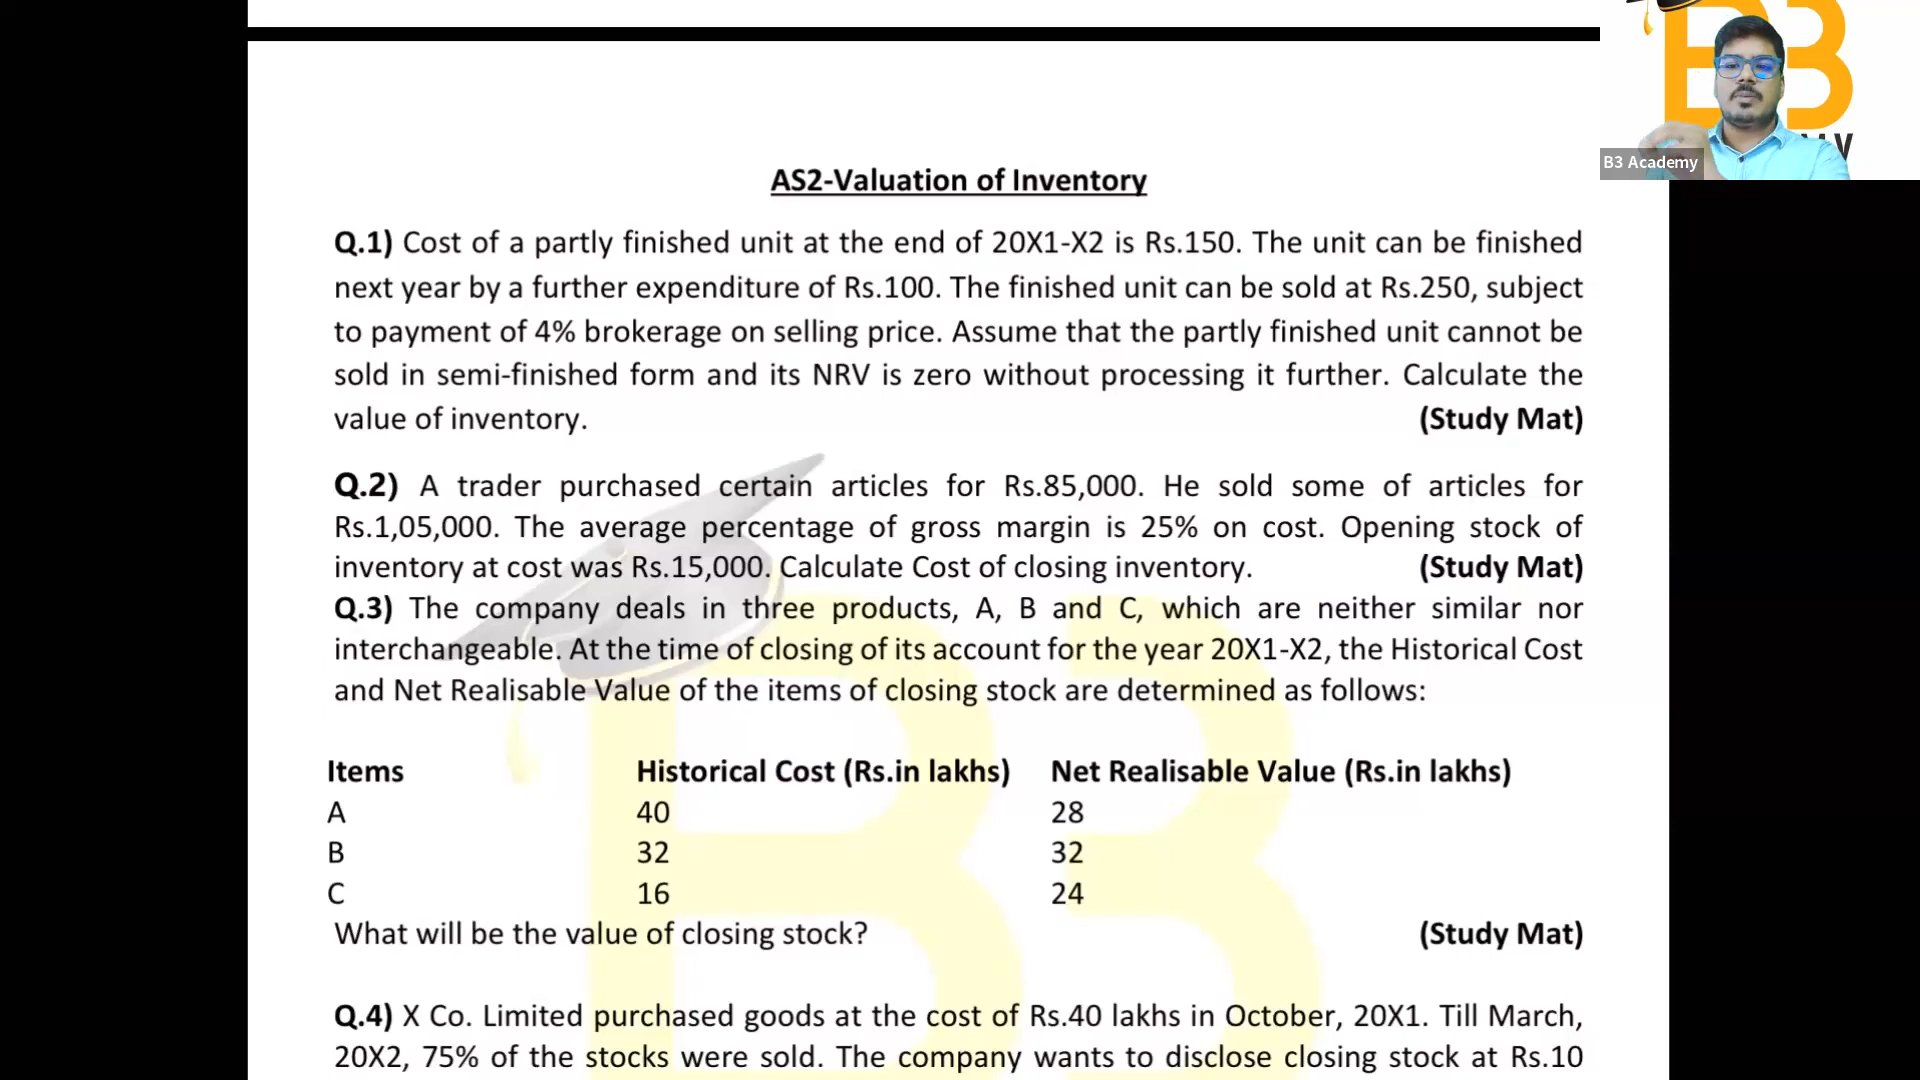 AS2-Valuation of Inventory
B3 Academy
Q.1) Cost of a partly finished unit at the end of 20X1-X2 is Rs.150. The unit can be finished
next year by a further expenditure of Rs.100. The finished unit can be sold at Rs.250, subject
to payment of 4% brokerage on selling price. Assume that the partly finished unit cannot be
sold in semi-finished form and its NRV is zero without processing it further. Calculate the
value of inventory. (Study Mat)
Q.2) A trader purchased certain articles for Rs.85,000. He sold some of articles for
Rs.1,05,000. The average percentage of gross margin is 25% on cost. Opening stock of
inventory at cost was Rs.15,000. Calculate Cost of closing inventory. (Study Mat)
Q.3) The company deals in three products, A, B and C, which are neither similar nor
interchangeable. At the time of closing of its account for the year 20X1-X2, the Historical Cost
and Net Realisable Value of the items of closing stock are determined as follows:
Items Historical Cost (Rs.in lakhs) Net Realisable Value (Rs.in lakhs)
A 40 28
B 32 32
C 16 24
What will be the value of closing stock? (Study Mat)
Q.4) X Co. Limited purchased goods at the cost of Rs.40 lakhs in October, 20X1. Till March,
20X2, 75% of the stocks were sold. The company wants to disclose closing stock at Rs.10